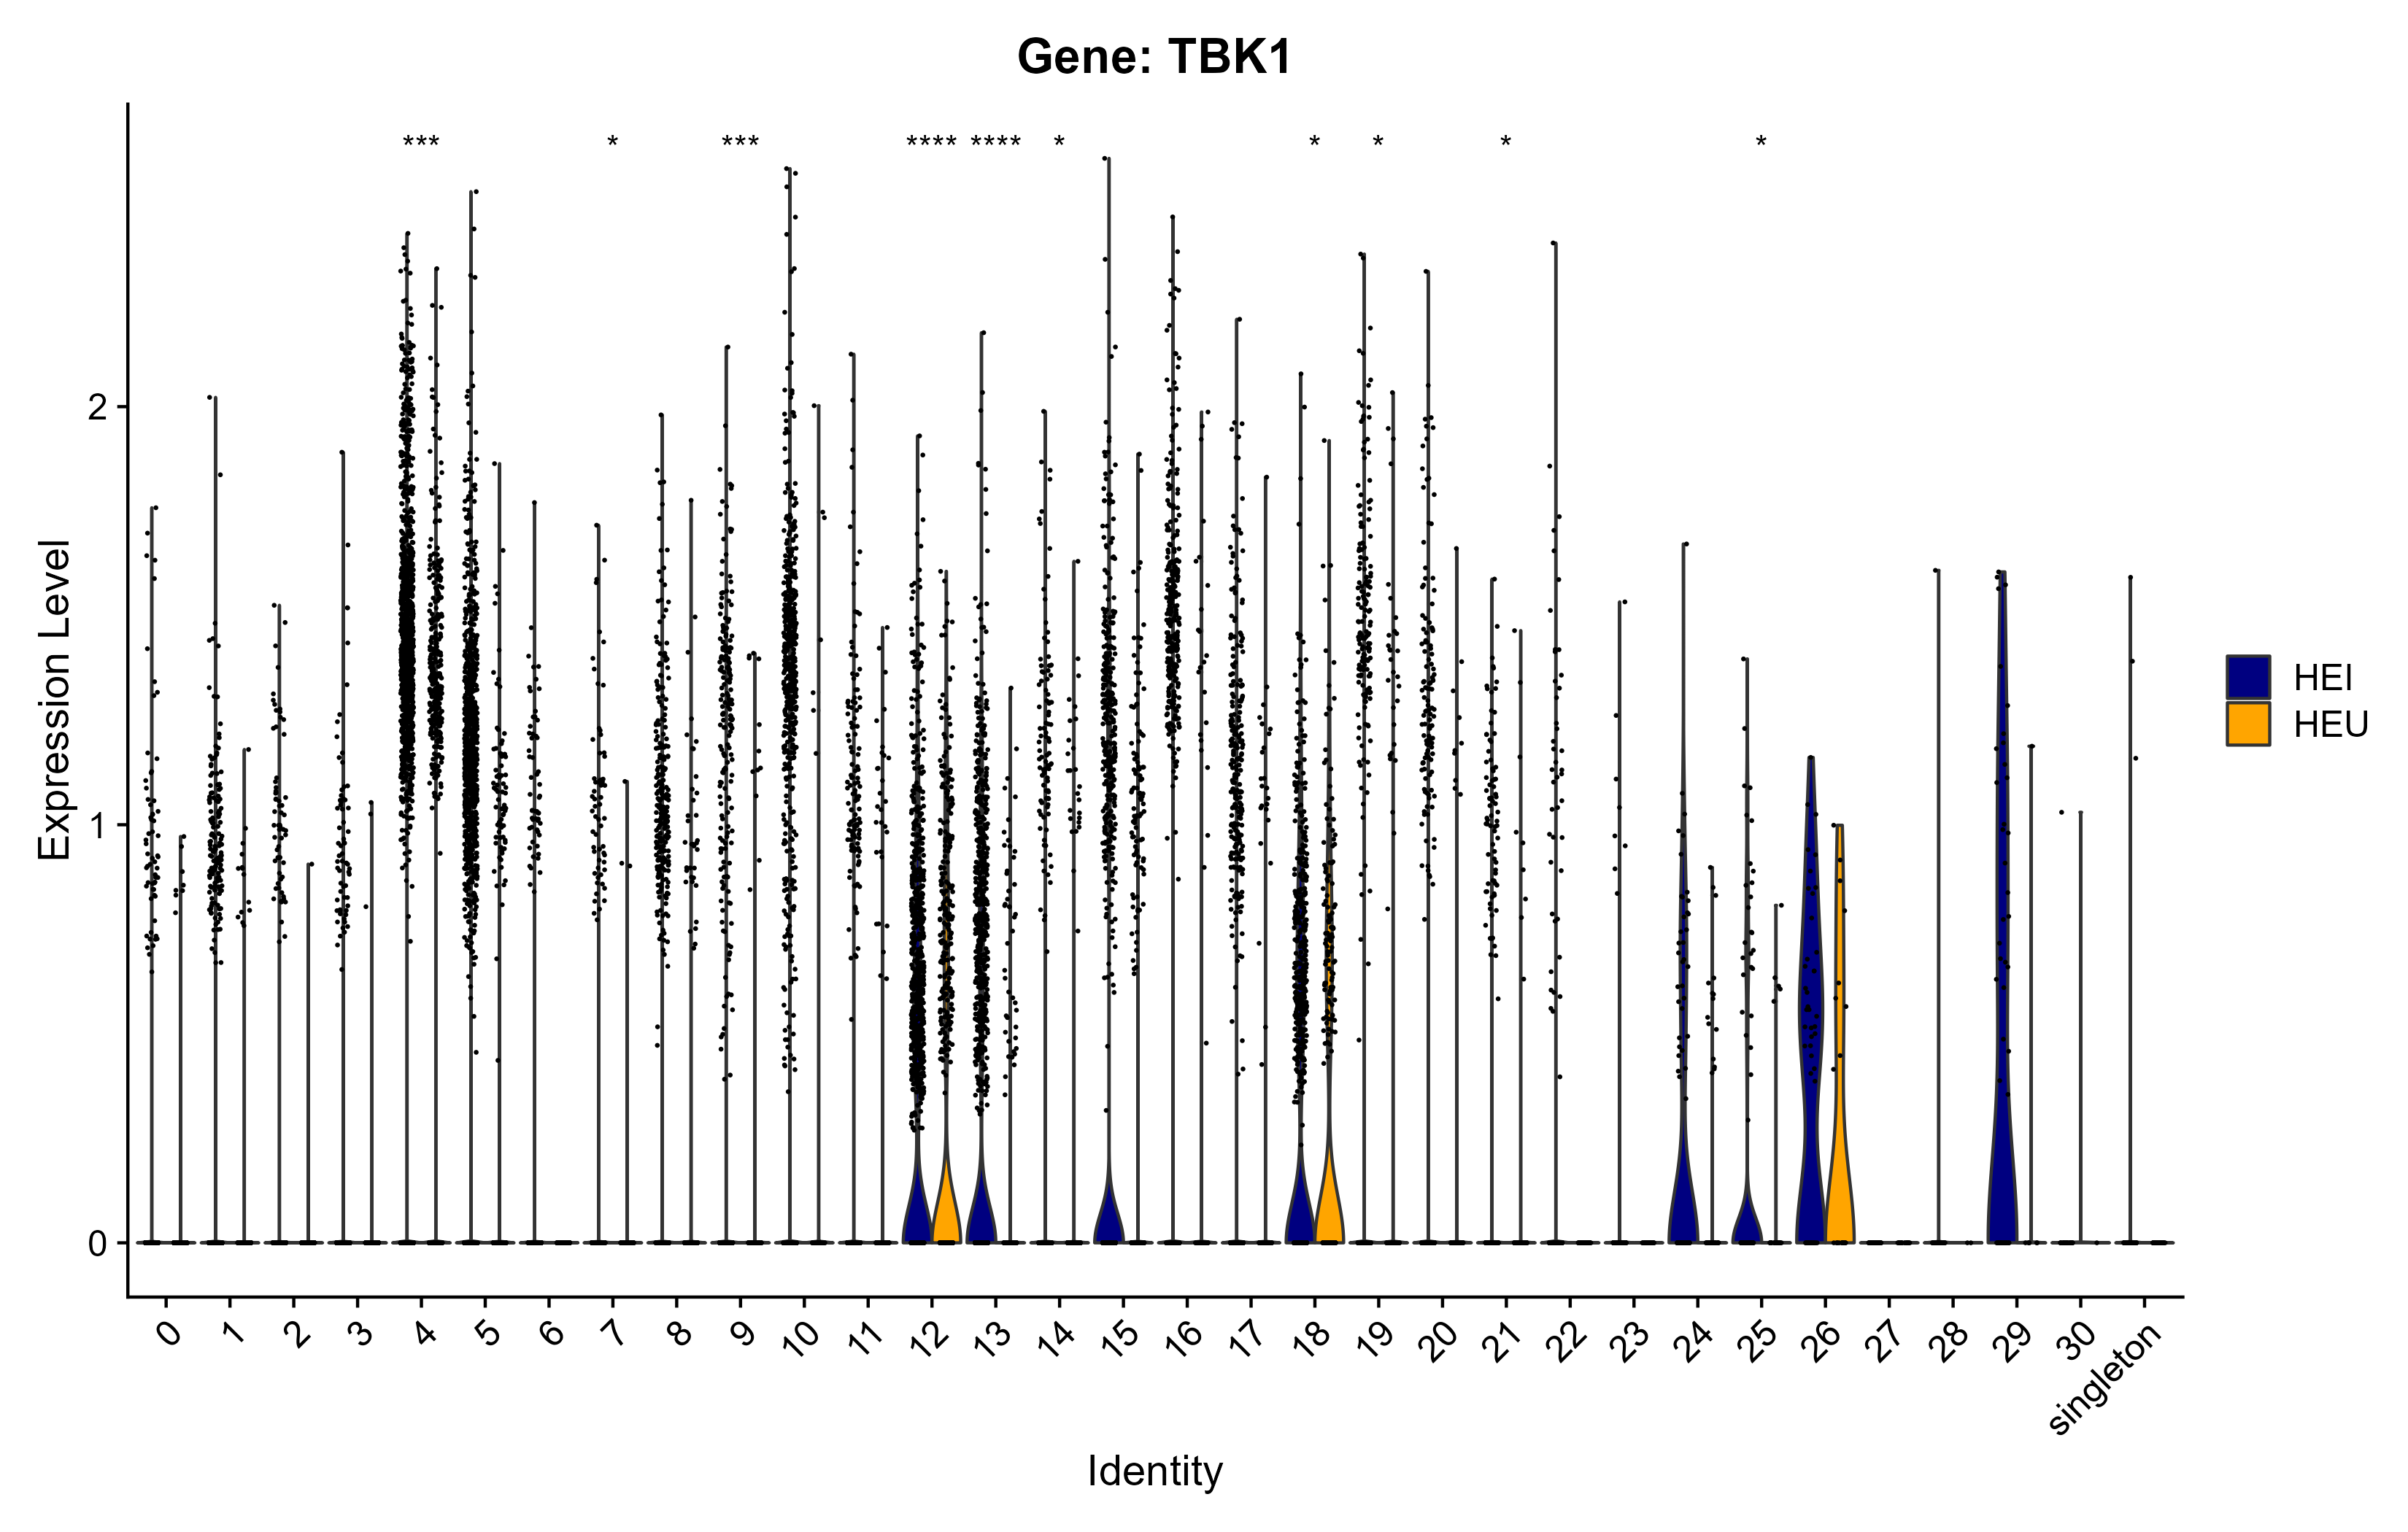 Gene: TBK1
*** * *** **** **** * * * * *
Expression Level
2
1
0
HEI
HEU
0 1 2 3 4 5 6 7 8 9 10 11 12 13 14 15 16 17 18 19 20 21 22 23 24 25 26 27 28 29 30 singleton
Identity